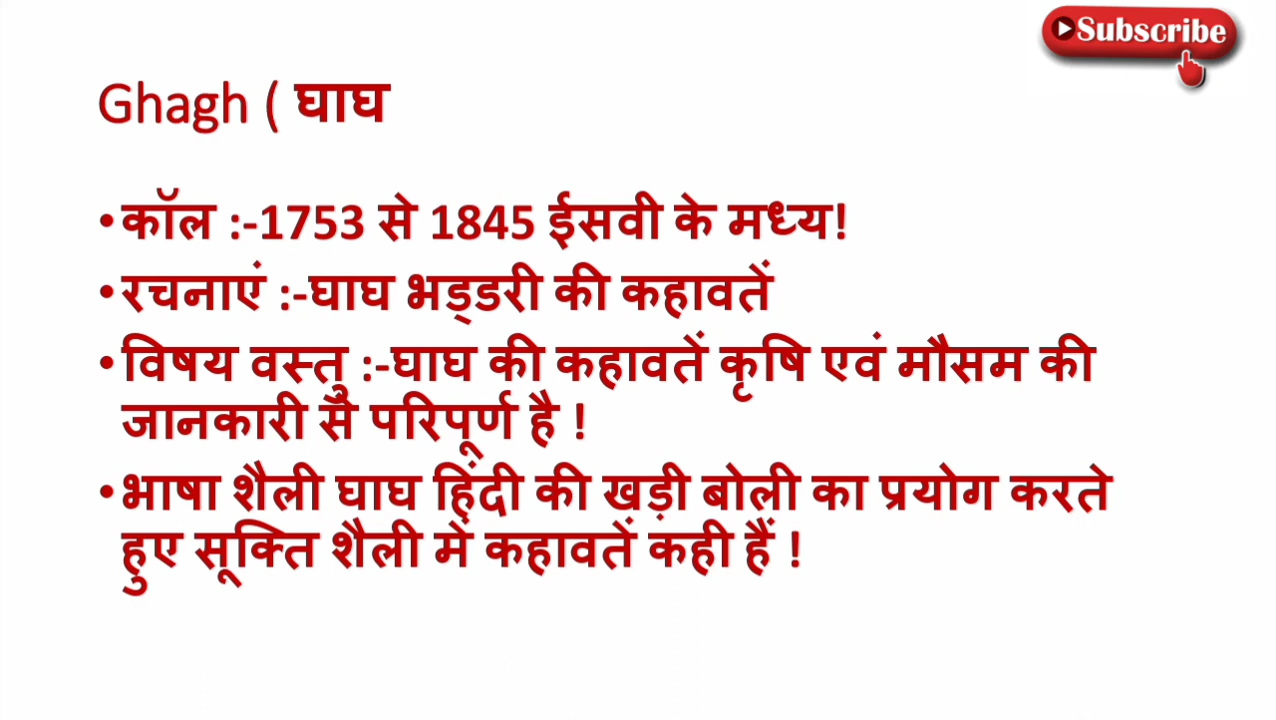 Subscribe
Ghagh ( घाघ
•कॉल :-1753 से 1845 ईसवी के मध्य!
•रचनाएं :-घाघ भड्डरी की कहावतें
•विषय वस्तु :-घाघ की कहावतें कृषि एवं मौसम की
जानकारी से परिपूर्ण है !
•भाषा शैली घाघ हिंदी की खड़ी बोली का प्रयोग करते
हुए सूक्ति शैली में कहावतें कही हैं !